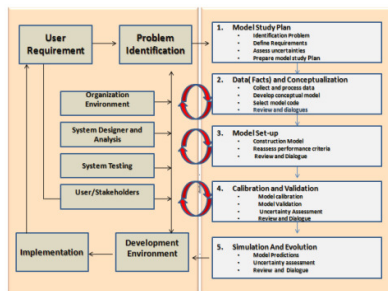 User
Requirement
Problem
Identification
Organization
Environment
System Designer
and Analysis
System Testing
User/Stakeholders
Implementation
Development
Environment
1. Model Study Plan
• Identification Problem
• Define Requirements
• Assess uncertainties
• Prepare model study Plan
2. Data( Facts) and Conceptualization
• Collect and process data
• Develop conceptual model
• Select model code
• Review and dialogues
3. Model Set-up
• Construction Model
• Reassess performance criteria
• Review and Dialogue
4. Calibration and Validation
• Model calibration
• Model Validation
• Uncertainty Assessment
• Review and Dialogue
5. Simulation And Evolution
• Model Predictions
• Uncertainty assessment
• Review and Dialogue